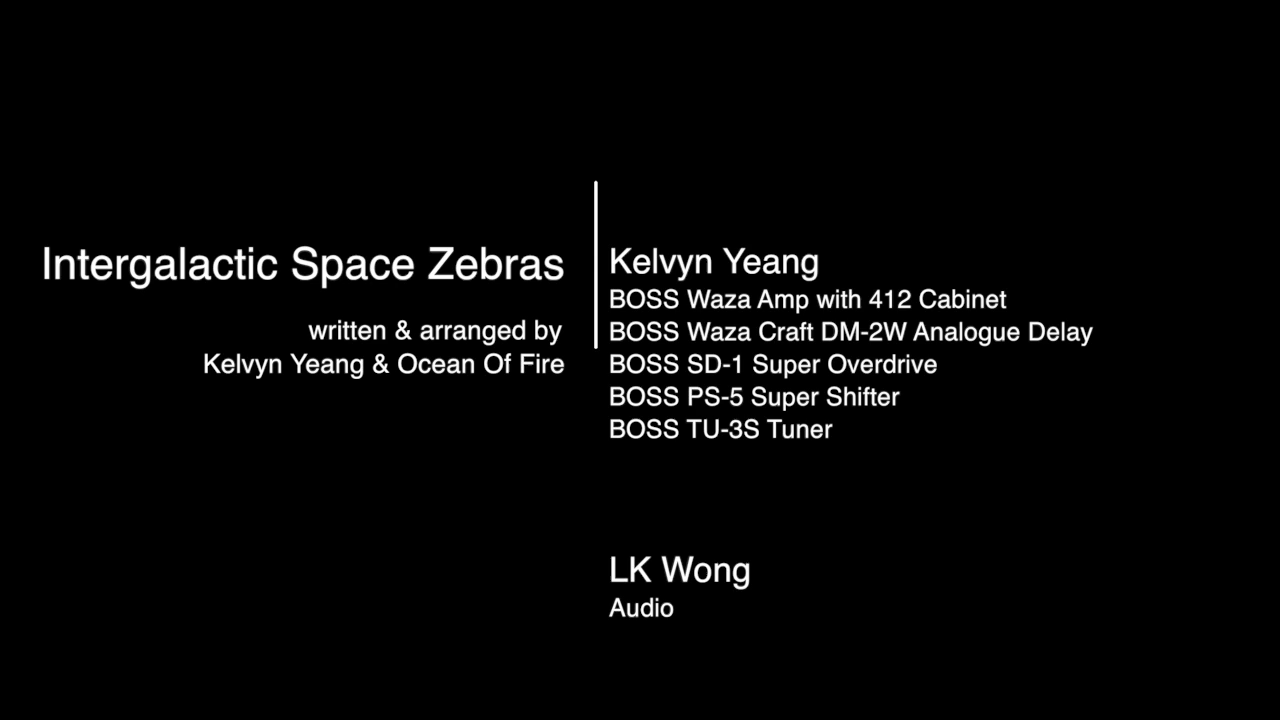 Intergalactic Space Zebras
written & arranged by
Kelvyn Yeang & Ocean Of Fire
Kelvyn Yeang
BOSS Waza Amp with 412 Cabinet
BOSS Waza Craft DM-2W Analogue Delay
BOSS SD-1 Super Overdrive
BOSS PS-5 Super Shifter
BOSS TU-3S Tuner
LK Wong
Audio